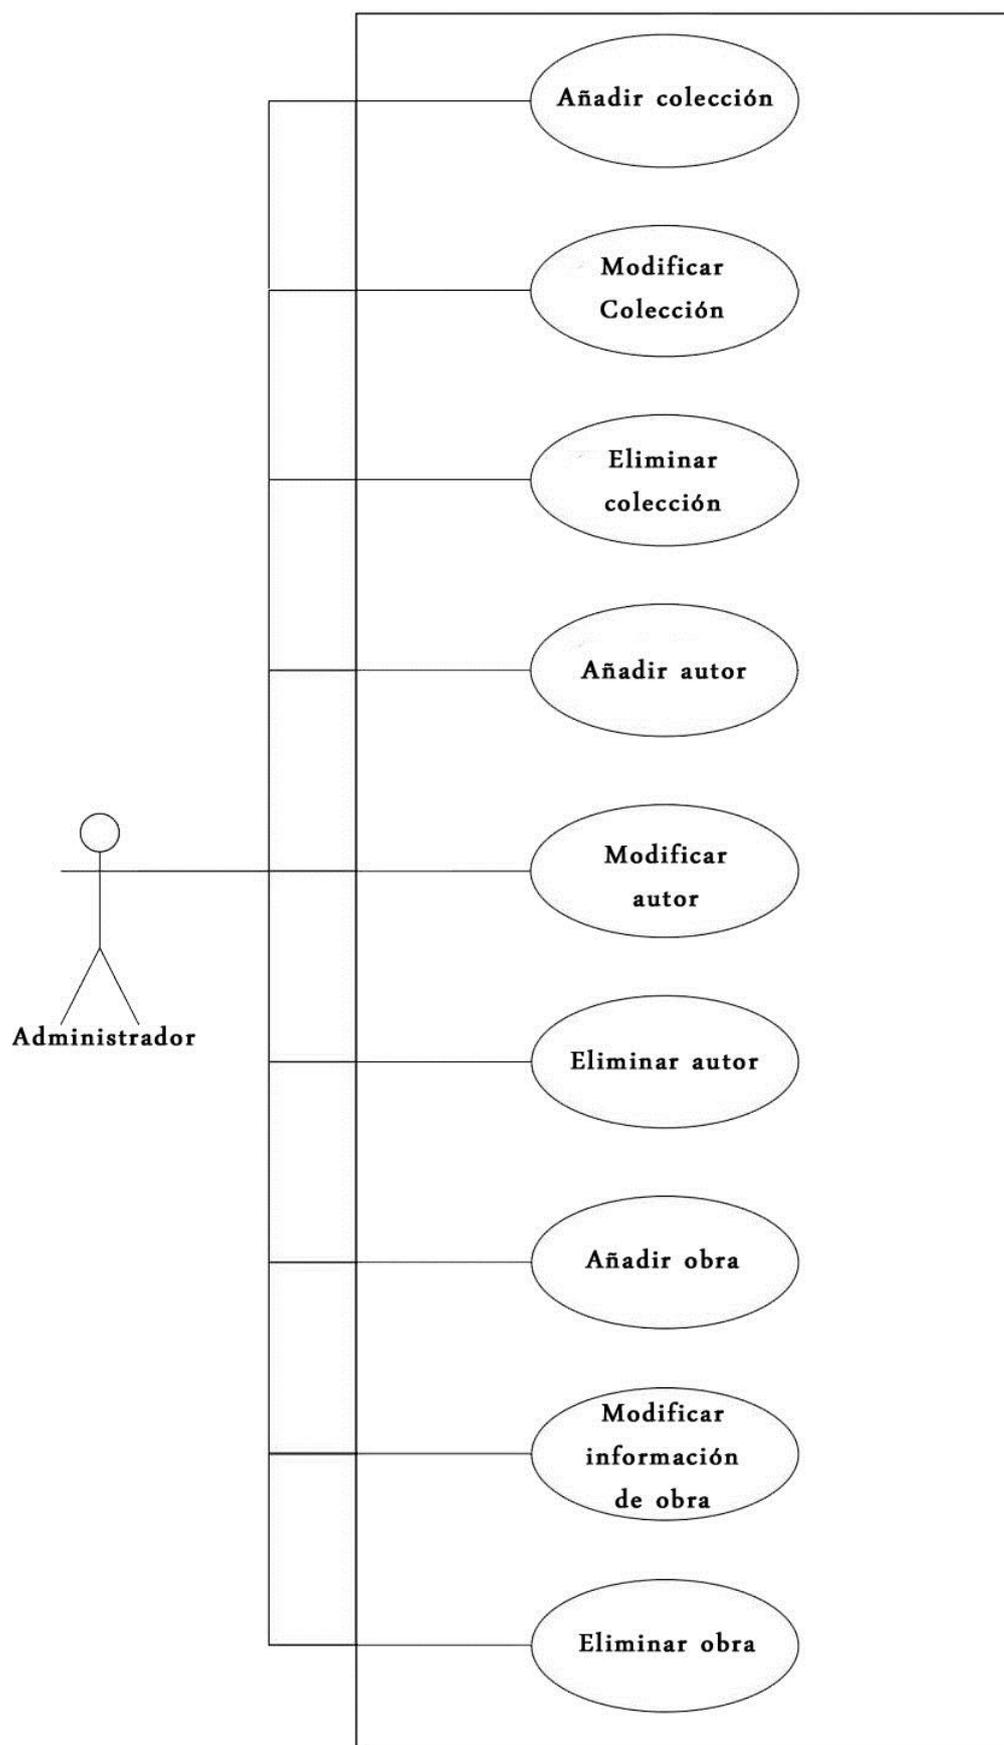 Añadir colección
Modificar
Colección
Eliminar
colección
Añadir autor
Modificar
autor
Administrador
Eliminar autor
Añadir obra
Modificar
información
de obra
Eliminar obra